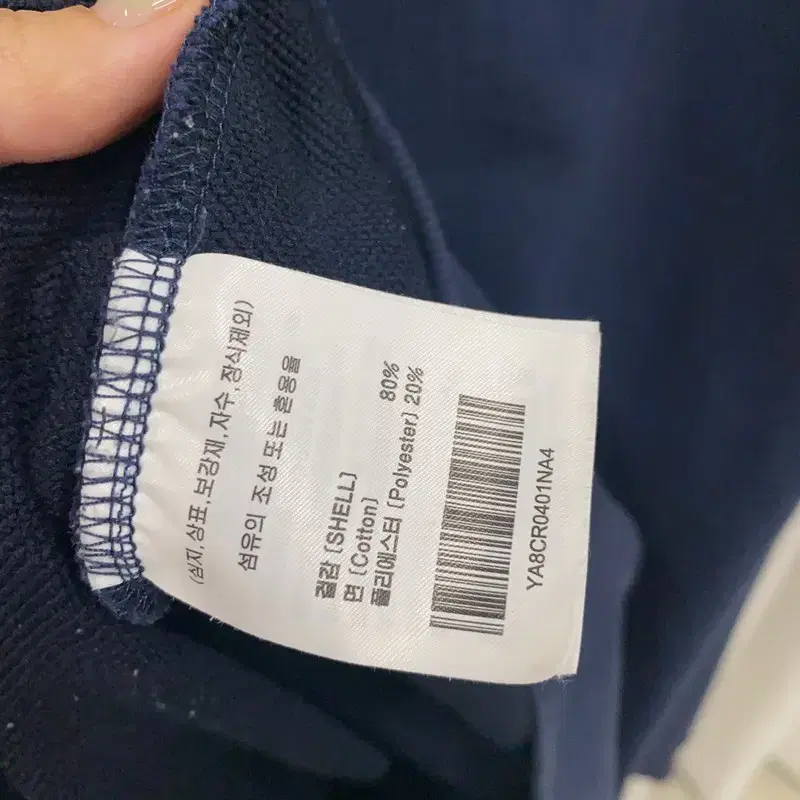 (심지,상표,보강재,자수,장식제외)
섬유의 조성 또는 혼용율
겉감 (SHELL)
면 (Cotton) 80%
폴리에스터 (Polyester) 20%
YA8CR0401NA4